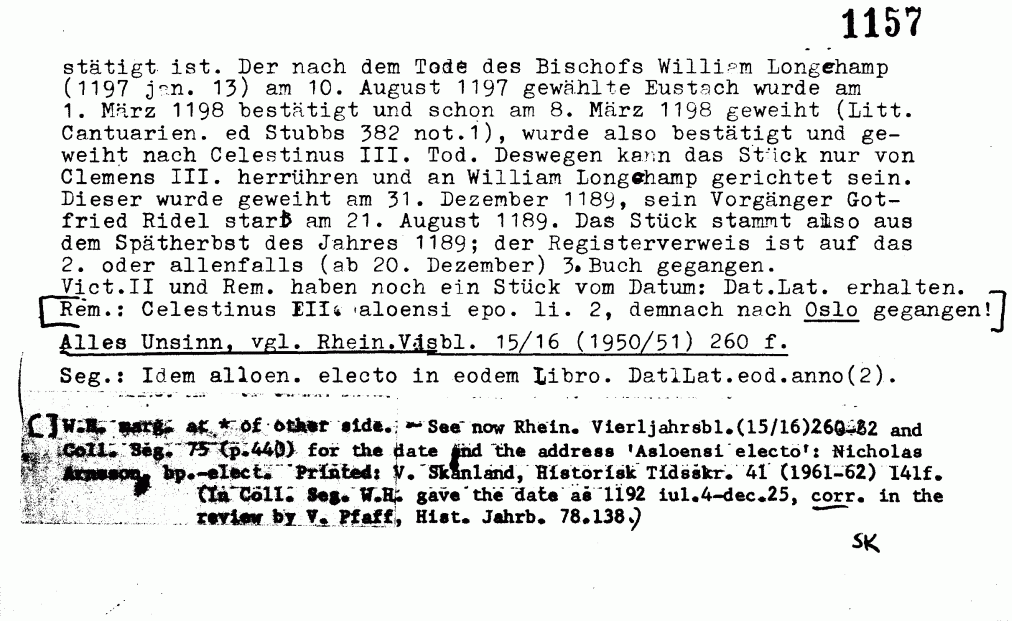 1157
stätigt ist. Der nach dem Tode des Bischofs William Longchamp
(1197 jan. 13) am 10. August 1197 gewählte Eustach wurde am
1. März 1198 bestätigt und schon am 8. März 1198 geweiht (Litt.
Cantuarien. ed Stubbs 382 not.1), wurde also bestätigt und ge-
weiht nach Celestinus III. Tod. Deswegen kann das Stück nur von
Clemens III. herrühren und an William Longchamp gerichtet sein.
Dieser wurde geweiht am 31. Dezember 1189, sein Vorgänger Got-
fried Ridel starb am 21. August 1189. Das Stück stammt also aus
dem Spätherbst des Jahres 1189; der Registerverweis ist auf das
2. oder allenfalls (ab 20. Dezember) 3. Buch gegangen.
Vict.II und Rem. haben noch ein Stück vom Datum: Dat.Lat. erhalten.
[Rem.: Celestinus III. aloensi epo. li. 2, demnach nach Oslo gegangen!]
Alles Unsinn, vgl. Rhein.Visbl. 15/16 (1950/51) 260 f.
Seg.: Idem alloen. electo in eodem Libro. DatlLat.eod.anno(2).
[] W.H. marg. at * of other side. - See now Rhein. Vierljahrsbl.(15/16)260-82 and
Coll. Seg. 75 (p.440) for the date and the address 'Asloensi electo': Nicholas
Arnesson, bp.-elect. Printed: V. Skånland, Historisk Tidsskr. 41 (1961-62) 141f.
(In Coll. Seg. W.H. gave the date as 1192 iul.4-dec.25, corr. in the
review by V. Pfaff, Hist. Jahrb. 78.138.)
SK